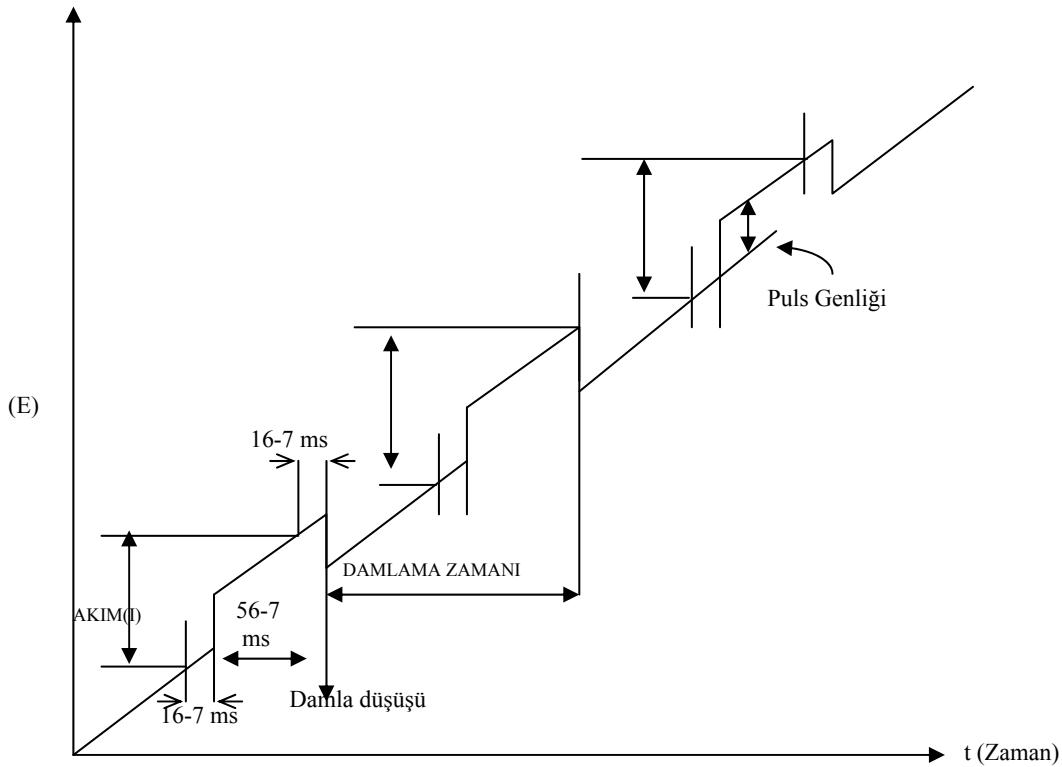 Puls Genliği
(E)
16-7 ms
DAMLAMA ZAMANI
AKIM(I)
56-7
ms
Damla düşüşü
16-7 ms
t (Zaman)